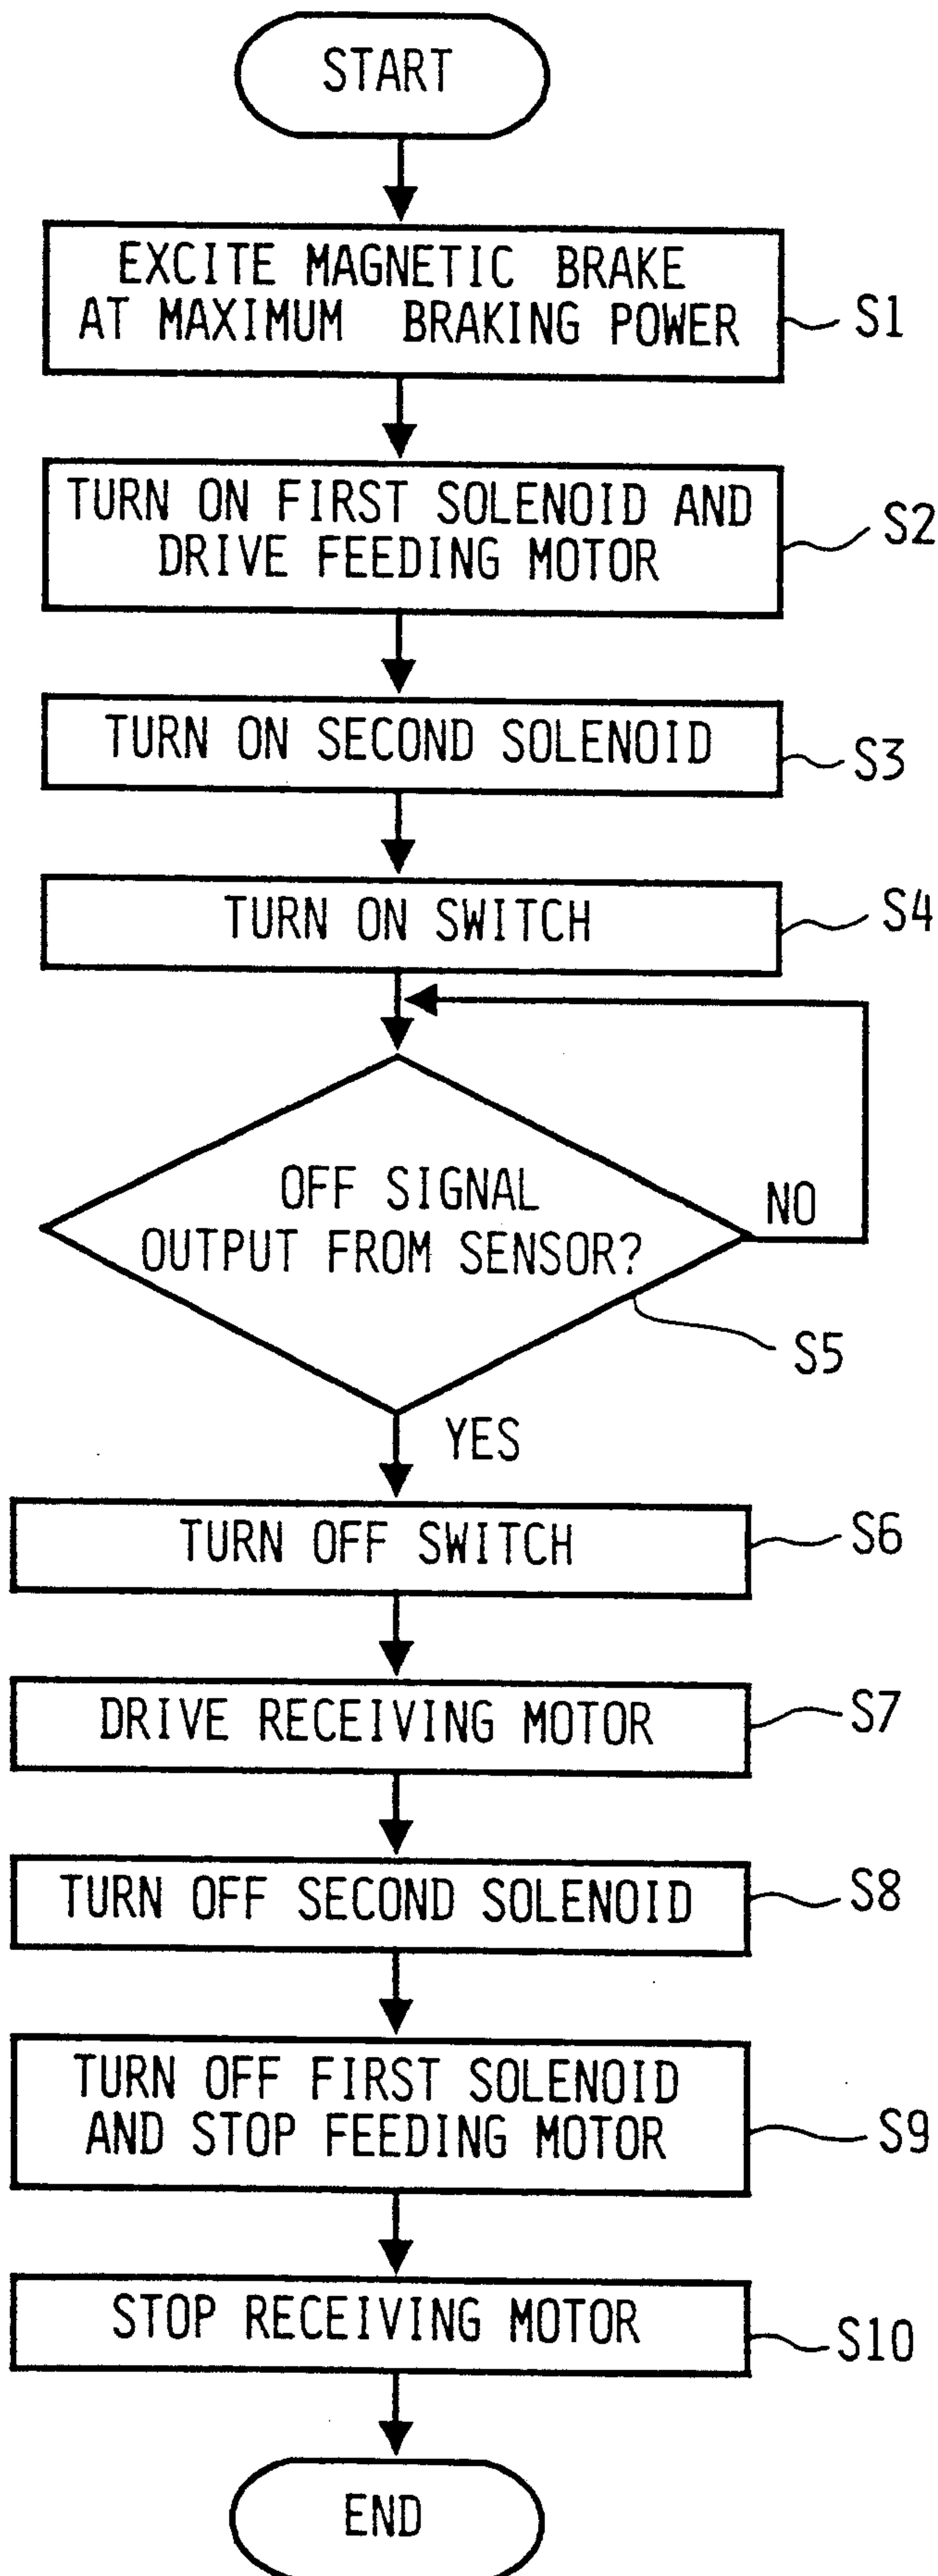 START
EXCITE MAGNETIC BRAKE
AT MAXIMUM BRAKING POWER
S1
TURN ON FIRST SOLENOID AND
DRIVE FEEDING MOTOR
S2
TURN ON SECOND SOLENOID
S3
TURN ON SWITCH
S4
OFF SIGNAL
OUTPUT FROM SENSOR?
NO
S5
YES
TURN OFF SWITCH
S6
DRIVE RECEIVING MOTOR
S7
TURN OFF SECOND SOLENOID
S8
TURN OFF FIRST SOLENOID
AND STOP FEEDING MOTOR
S9
STOP RECEIVING MOTOR
S10
END